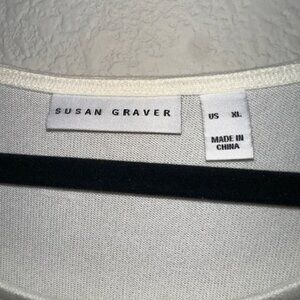 SUSAN GRAVER
US XL
MADE IN
CHINA